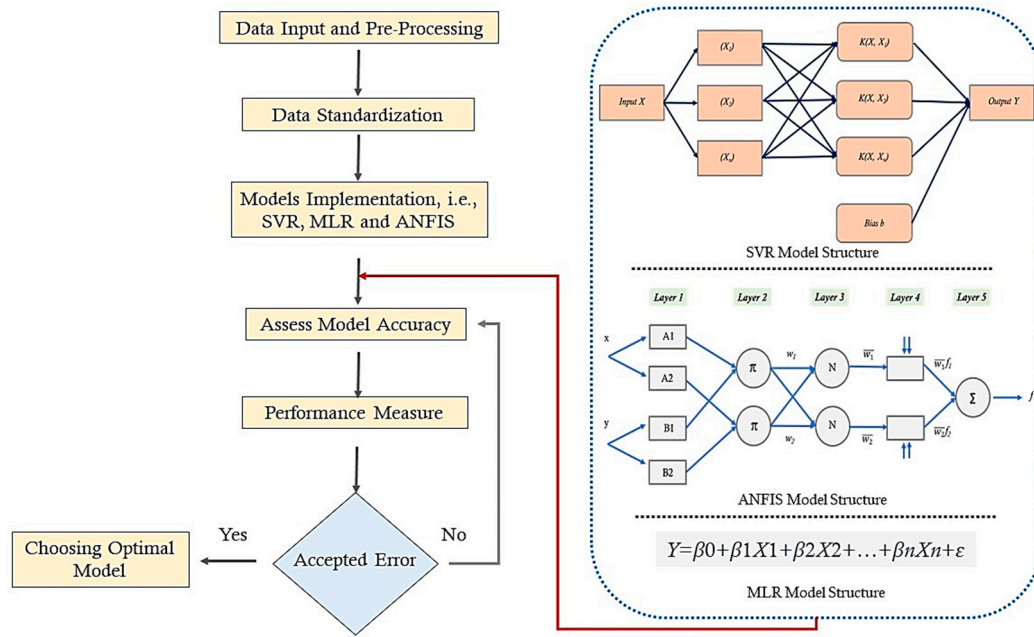 Data Input and Pre-Processing
Data Standardization
Models Implementation, i.e.,
SVR, MLR and ANFIS
Assess Model Accuracy
Performance Measure
Accepted Error
Yes
No
Choosing Optimal
Model
Input X
(X₁)
(X₂)
(Xₙ)
K(X, X₁)
K(X, X₂)
K(X, Xₙ)
Output Y
Bias b
SVR Model Structure
Layer 1
Layer 2
Layer 3
Layer 4
Layer 5
x
y
A1
A2
B1
B2
π
π
w₁
w₂
N
N
w̅₁
w̅₂
w̅₁f₁
w̅₂f₂
Σ
f
ANFIS Model Structure
Y=β0+β1X1+β2X2+…+βnXn+ε
MLR Model Structure